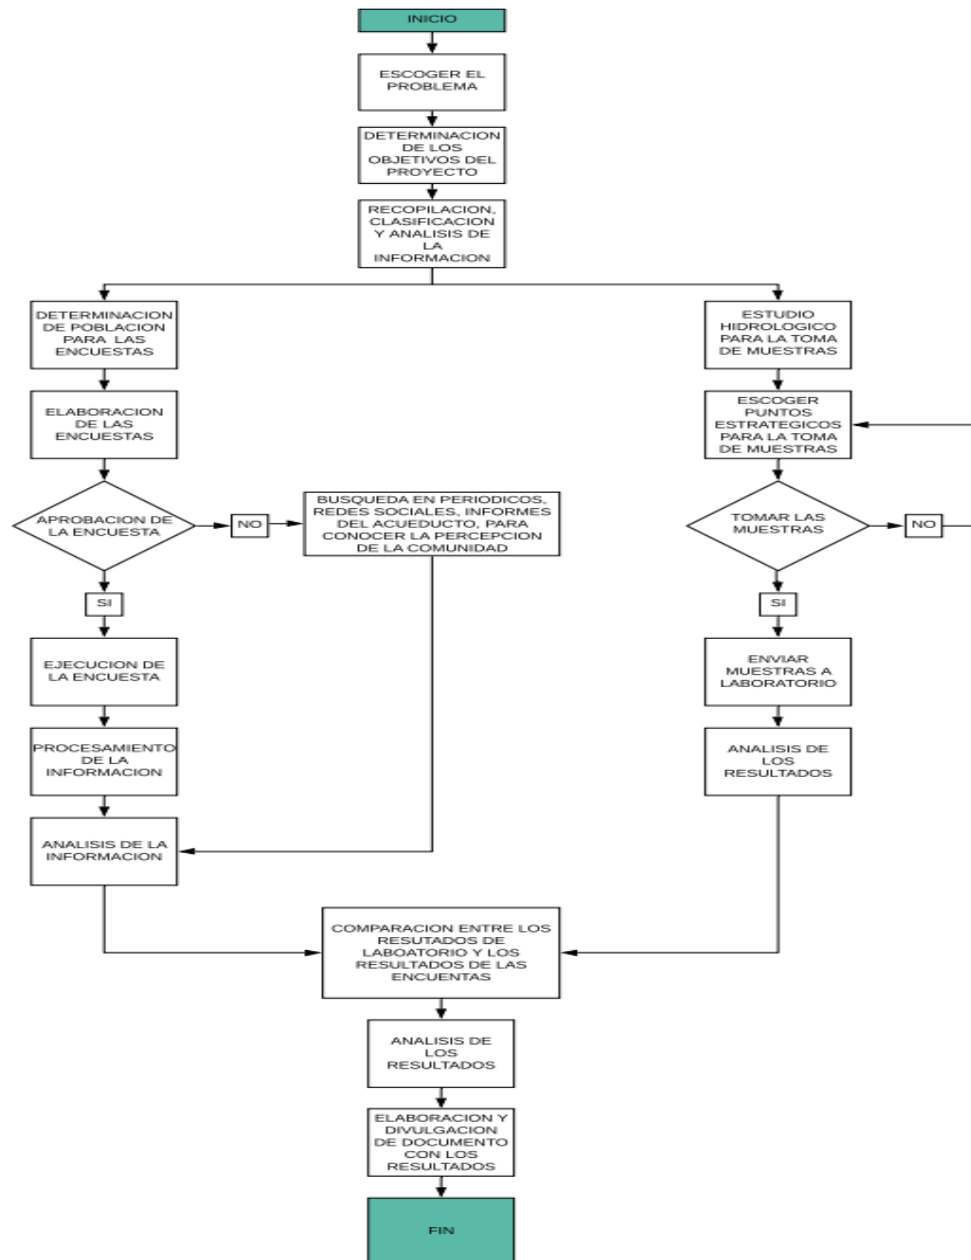 INICIO
ESCOGER EL
PROBLEMA
DETERMINACION
DE LOS
OBJETIVOS DEL
PROYECTO
RECOPILACION,
CLASIFICACION
Y ANALISIS DE
LA
INFORMACION
DETERMINACION
DE POBLACION
PARA LAS
ENCUESTAS
ELABORACION
DE LAS
ENCUESTAS
APROBACION DE
LA ENCUESTA
NO
BUSQUEDA EN PERIODICOS,
REDES SOCIALES, INFORMES
DEL ACUEDUCTO, PARA
CONOCER LA PERCEPCION
DE LA COMUNIDAD
SI
EJECUCION DE
LA ENCUESTA
PROCESAMIENTO
DE LA
INFORMACION
ANALISIS DE LA
INFORMACION
ESTUDIO
HIDROLOGICO
PARA LA TOMA
DE MUESTRAS
ESCOGER
PUNTOS
ESTRATEGICOS
PARA LA TOMA
DE MUESTRAS
TOMAR LAS
MUESTRAS
NO
SI
ENVIAR
MUESTRAS A
LABORATORIO
ANALISIS DE
LOS
RESULTADOS
COMPARACION ENTRE LOS
RESUTADOS DE
LABOATORIO Y LOS
RESULTADOS DE LAS
ENCUENTAS
ANALISIS DE
LOS
RESULTADOS
ELABORACION Y
DIVULGACION
DE DOCUMENTO
CON LOS
RESULTADOS
FIN